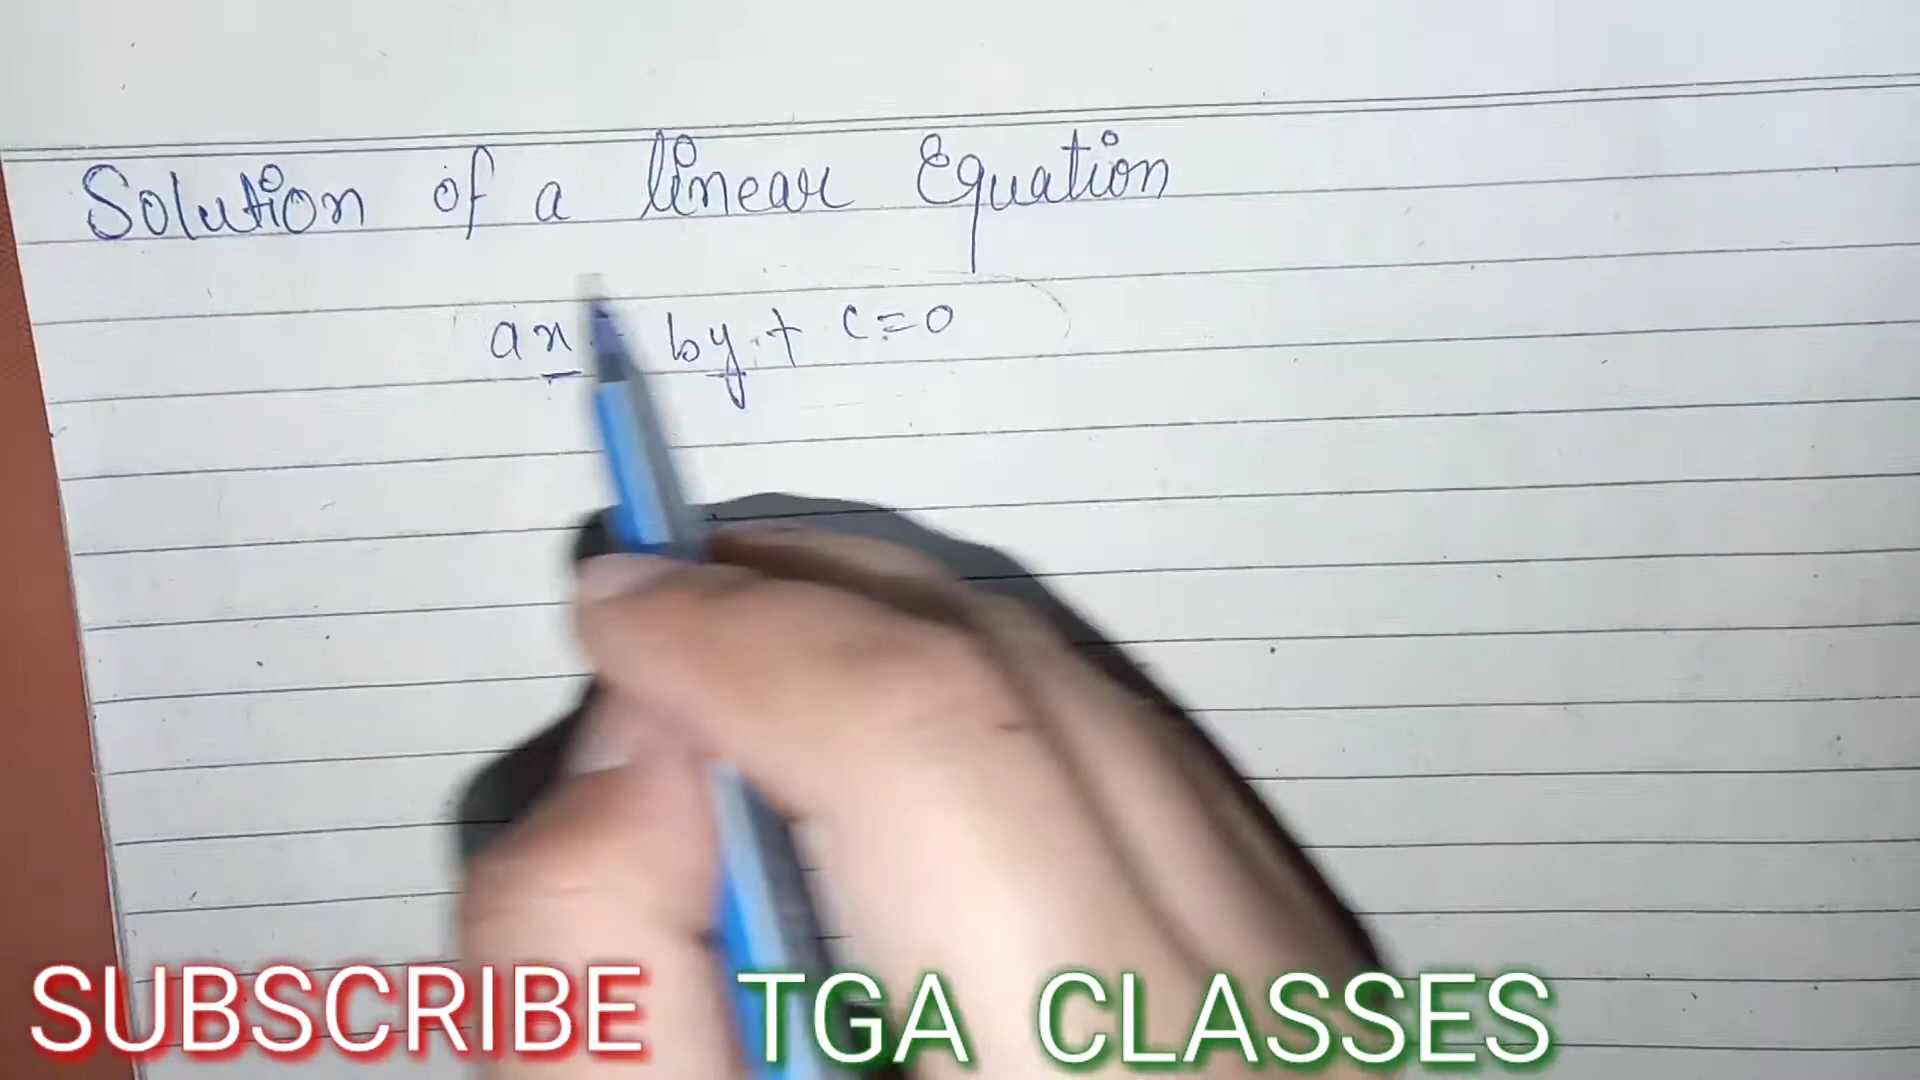 Solution of a linear Equation
ax by + c = 0
SUBSCRIBE TGA CLASSES